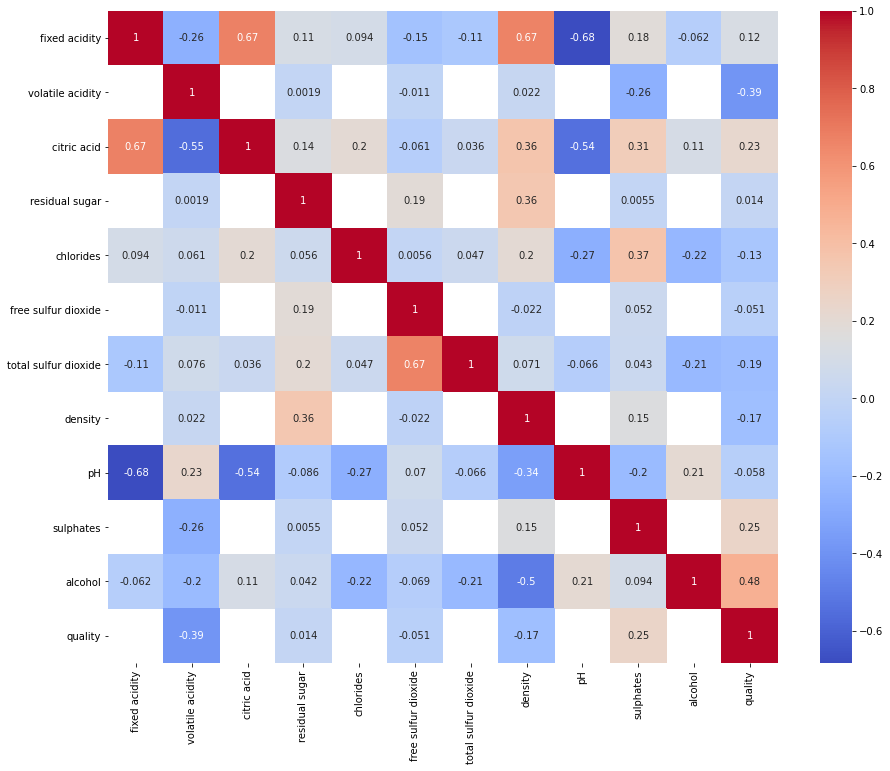 fixed acidity 1 -0.26 0.67 0.11 0.094 -0.15 -0.11 0.67 -0.68 0.18 -0.062 0.12
volatile acidity 1 0.0019 -0.011 0.022 -0.26 -0.39
citric acid 0.67 -0.55 1 0.14 0.2 -0.061 0.036 0.36 -0.54 0.31 0.11 0.23
residual sugar 0.0019 1 0.19 0.36 0.0055 0.014
chlorides 0.094 0.061 0.2 0.056 1 0.0056 0.047 0.2 -0.27 0.37 -0.22 -0.13
free sulfur dioxide -0.011 0.19 1 -0.022 0.052 -0.051
total sulfur dioxide -0.11 0.076 0.036 0.2 0.047 0.67 1 0.071 -0.066 0.043 -0.21 -0.19
density 0.022 0.36 -0.022 1 0.15 -0.17
pH -0.68 0.23 -0.54 -0.086 -0.27 0.07 -0.066 -0.34 1 -0.2 0.21 -0.058
sulphates -0.26 0.0055 0.052 0.15 1 0.25
alcohol -0.062 -0.2 0.11 0.042 -0.22 -0.069 -0.21 -0.5 0.21 0.094 1 0.48
quality -0.39 0.014 -0.051 -0.17 0.25 1
fixed acidity
volatile acidity
citric acid
residual sugar
chlorides
free sulfur dioxide
total sulfur dioxide
density
pH
sulphates
alcohol
quality
1.0
0.8
0.6
0.4
0.2
0.0
−0.2
−0.4
−0.6